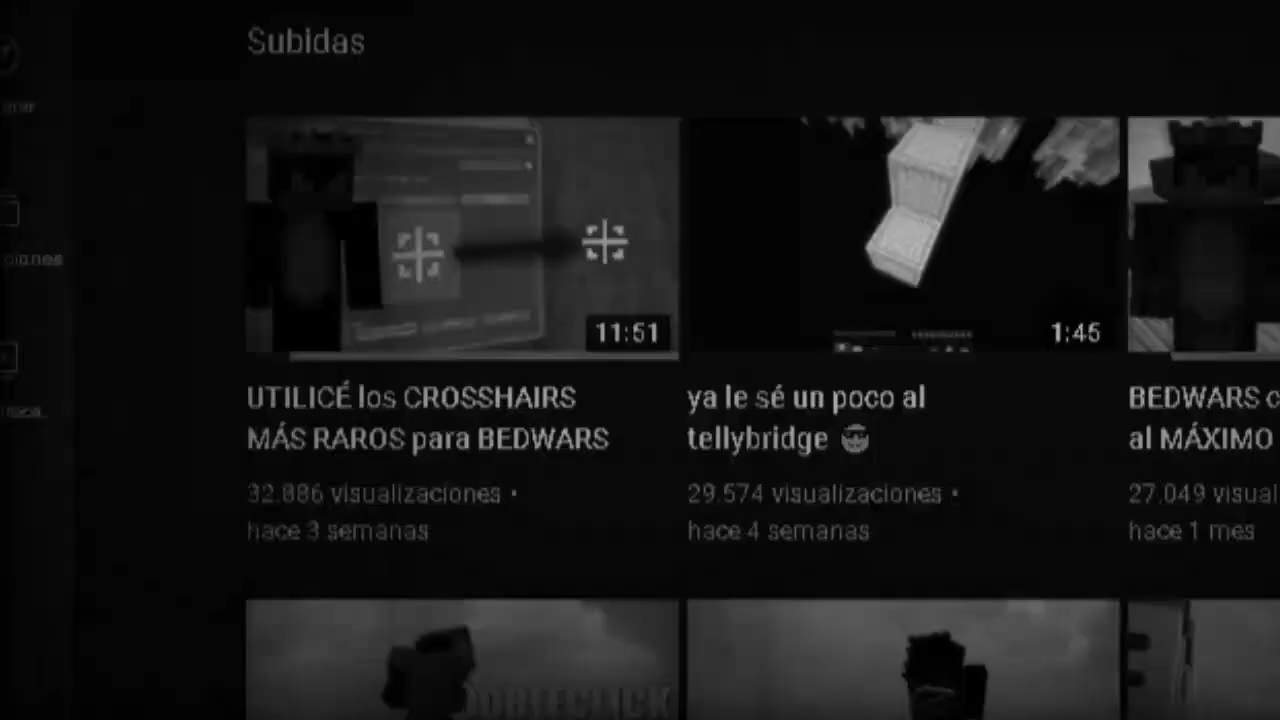 Subidas
11:51
1:45
UTILICÉ los CROSSHAIRS
MÁS RAROS para BEDWARS
32.886 visualizaciones •
hace 3 semanas
ya le sé un poco al
tellybridge 😎
29.574 visualizaciones •
hace 4 semanas
BEDWARS
al MÁXIMO
27.049 visual
hace 1 mes
DOBLECLICK